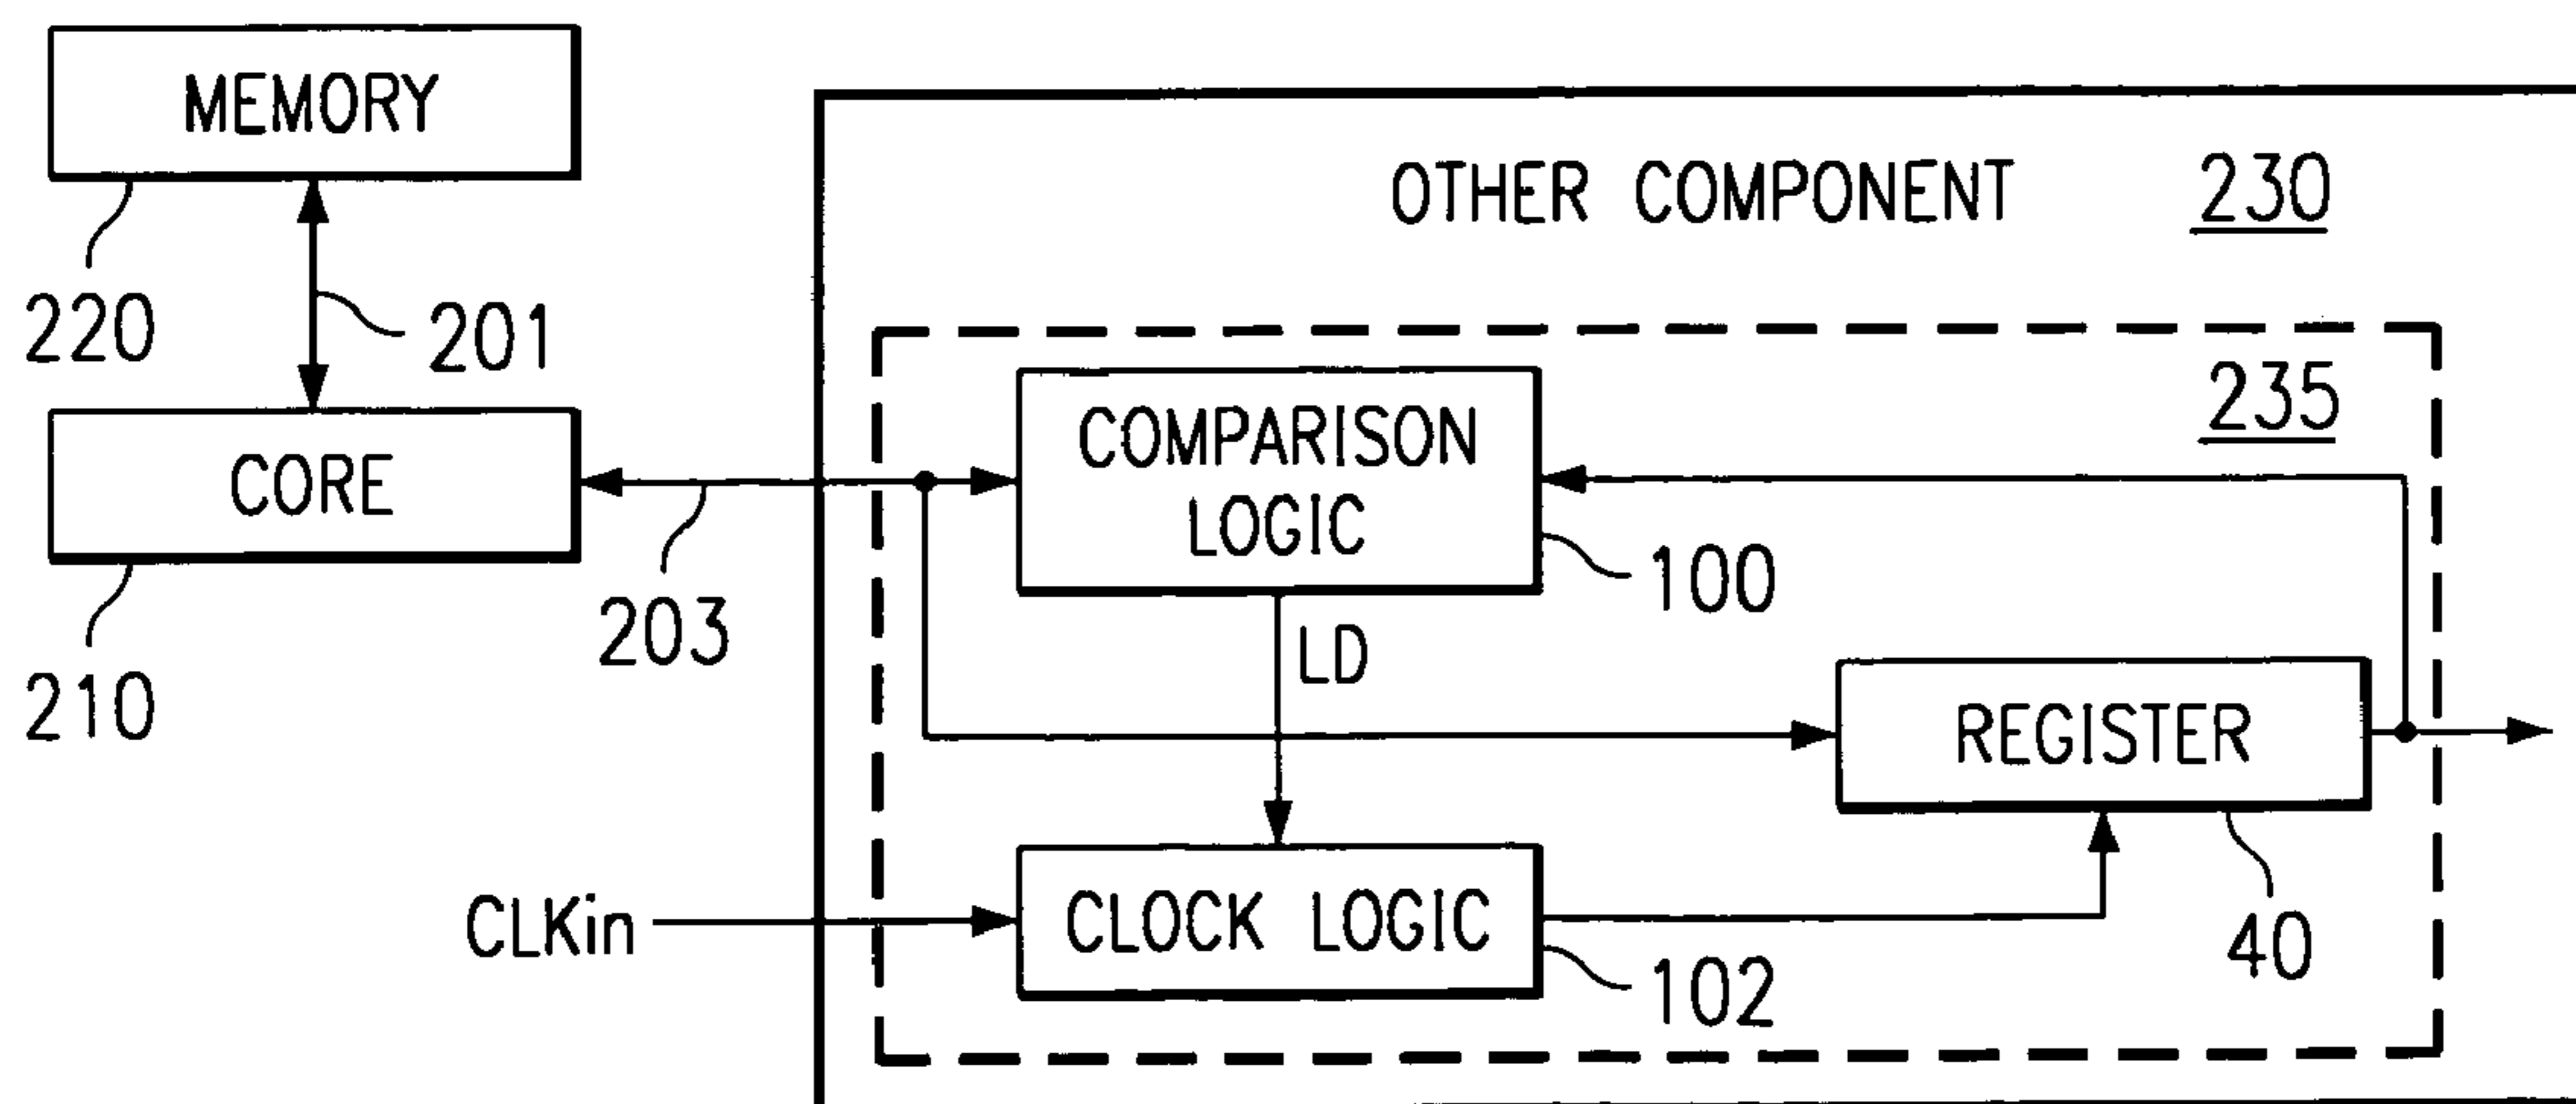 MEMORY
220
201
CORE
210
203
OTHER COMPONENT 230
235
COMPARISON
LOGIC
100
LD
REGISTER
40
CLKin
CLOCK LOGIC
102